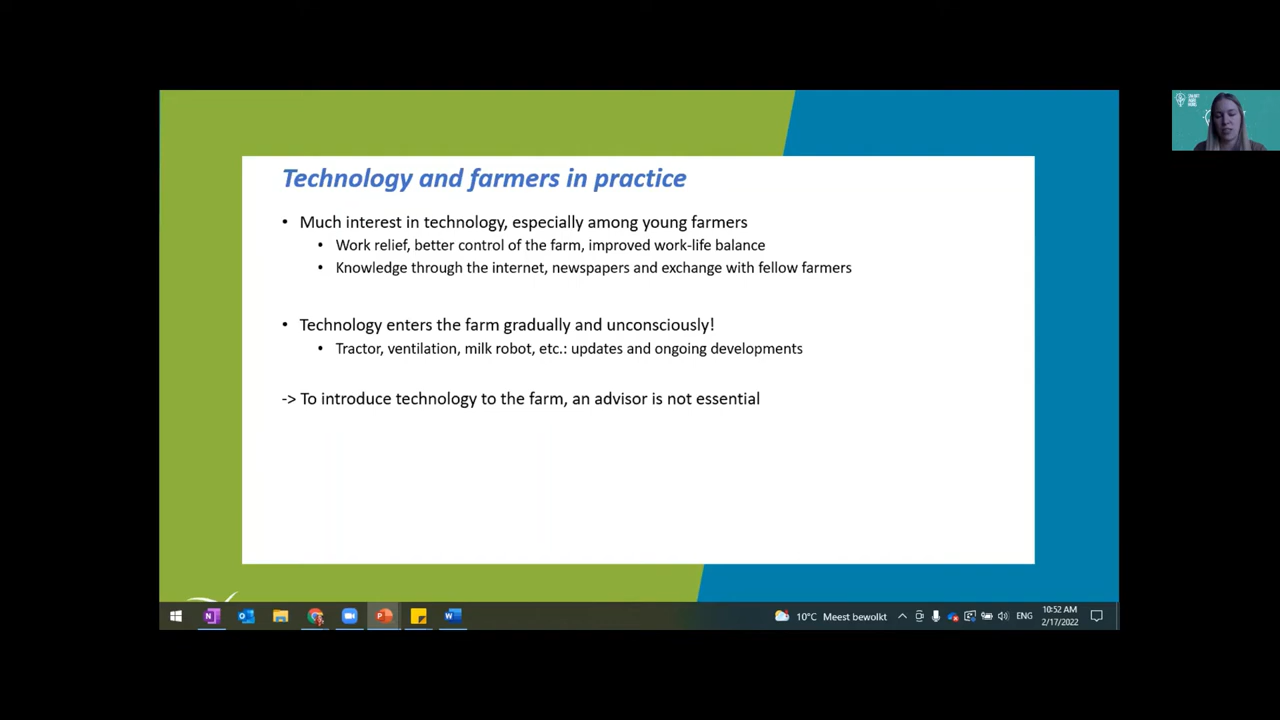 Technology and farmers in practice
• Much interest in technology, especially among young farmers
• Work relief, better control of the farm, improved work-life balance
• Knowledge through the internet, newspapers and exchange with fellow farmers
• Technology enters the farm gradually and unconsciously!
• Tractor, ventilation, milk robot, etc.: updates and ongoing developments
-> To introduce technology to the farm, an advisor is not essential
10°C Meest bewolkt
ENG
10:52 AM
2/17/2022